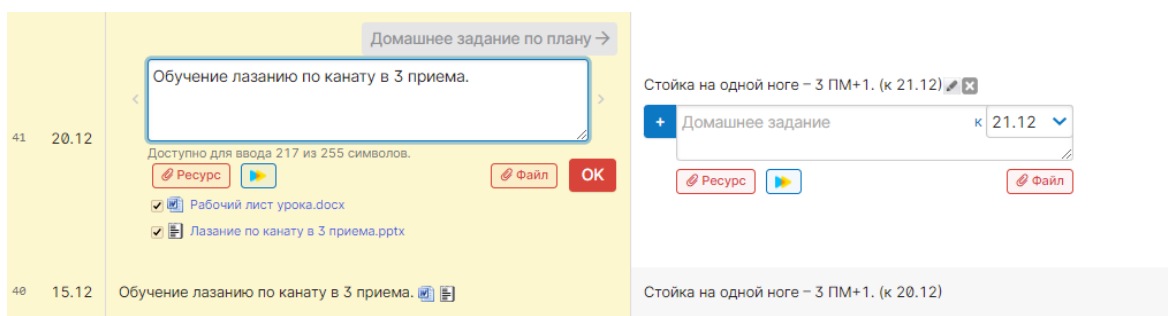 Домашнее задание по плану →
Обучение лазанию по канату в 3 приема.
Стойка на одной ноге – 3 ПМ+1. (к 21.12)
41 20.12
+ Домашнее задание к 21.12
Доступно для ввода 217 из 255 символов.
Ресурс Файл ОК
Ресурс Файл
Рабочий лист урока.docx
Лазание по канату в 3 приема.pptx
40 15.12 Обучение лазанию по канату в 3 приема. Стойка на одной ноге – 3 ПМ+1. (к 20.12)